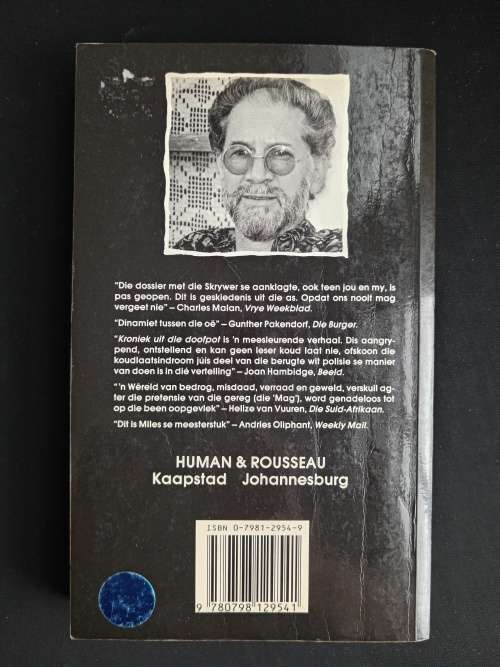 "Die dossier met die Skrywer se aanklagte, ook teen jou en my, is
pas geopen. Dit is geskiedenis uit die as. Opdat ons nooit mag
vergeet nie" – Charles Malan, Vrye Weekblad.
"Dinamiet tussen die oë" – Gunther Pakendorf, Die Burger.
"Kroniek uit die doofpot is 'n meesleurende verhaal. Dis aangry-
pend, ontstellend en kan geen leser koud laat nie, ofskoon die
koudlaatsindroom júis deel van die berugte wit polisie se manier
van doen is in dié vertelling" – Joan Hambidge, Beeld.
"'n Wêreld van bedrog, misdaad, verraad en geweld, verskuil ag-
ter die pretensie van die gereg (die 'Mag'), word genadeloos tot
op die been oopgevlek" – Helize van Vuuren, Die Suid-Afrikaan.
"Dit is Miles se meesterstuk" – Andries Oliphant, Weekly Mail.
HUMAN & ROUSSEAU
Kaapstad Johannesburg
ISBN 0-7981-2954-9
9 780798 129541